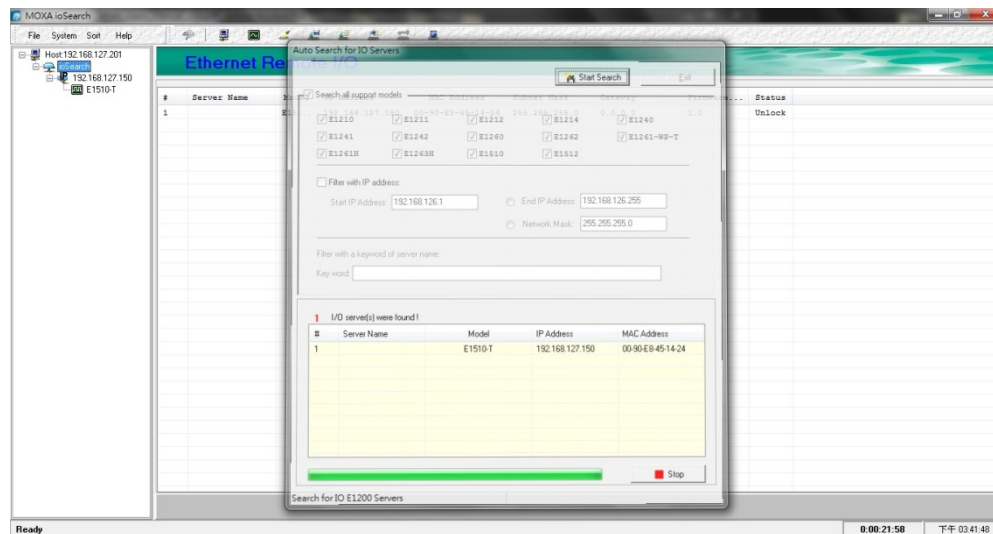 MOXA ioSearch
File System Sort Help
Host:192.168.127.201
ioSearch
192.168.127.150
E1510-T
Ethernet Remote I/O
# Server Name Status
1 Unlock
Auto Search for IO Servers
Start Search Exit
Search all support models
E1210 E1211 E1212 E1214 E1240
E1241 E1242 E1260 E1262 E1261-WP-T
E1261H E1263H E1510 E1512
Filter with IP address:
Start IP Address: 192.168.126.1 End IP Address: 192.168.126.255
Network Mask: 255.255.255.0
Filter with a keyword of server name:
Key word:
1 I/O server(s) were found !
# Server Name Model IP Address MAC Address
1 E1510-T 192.168.127.150 00-90-E8-45-14-24
Stop
Search for IO E1200 Servers
Ready 0:00:21:58 下午 03:41:48